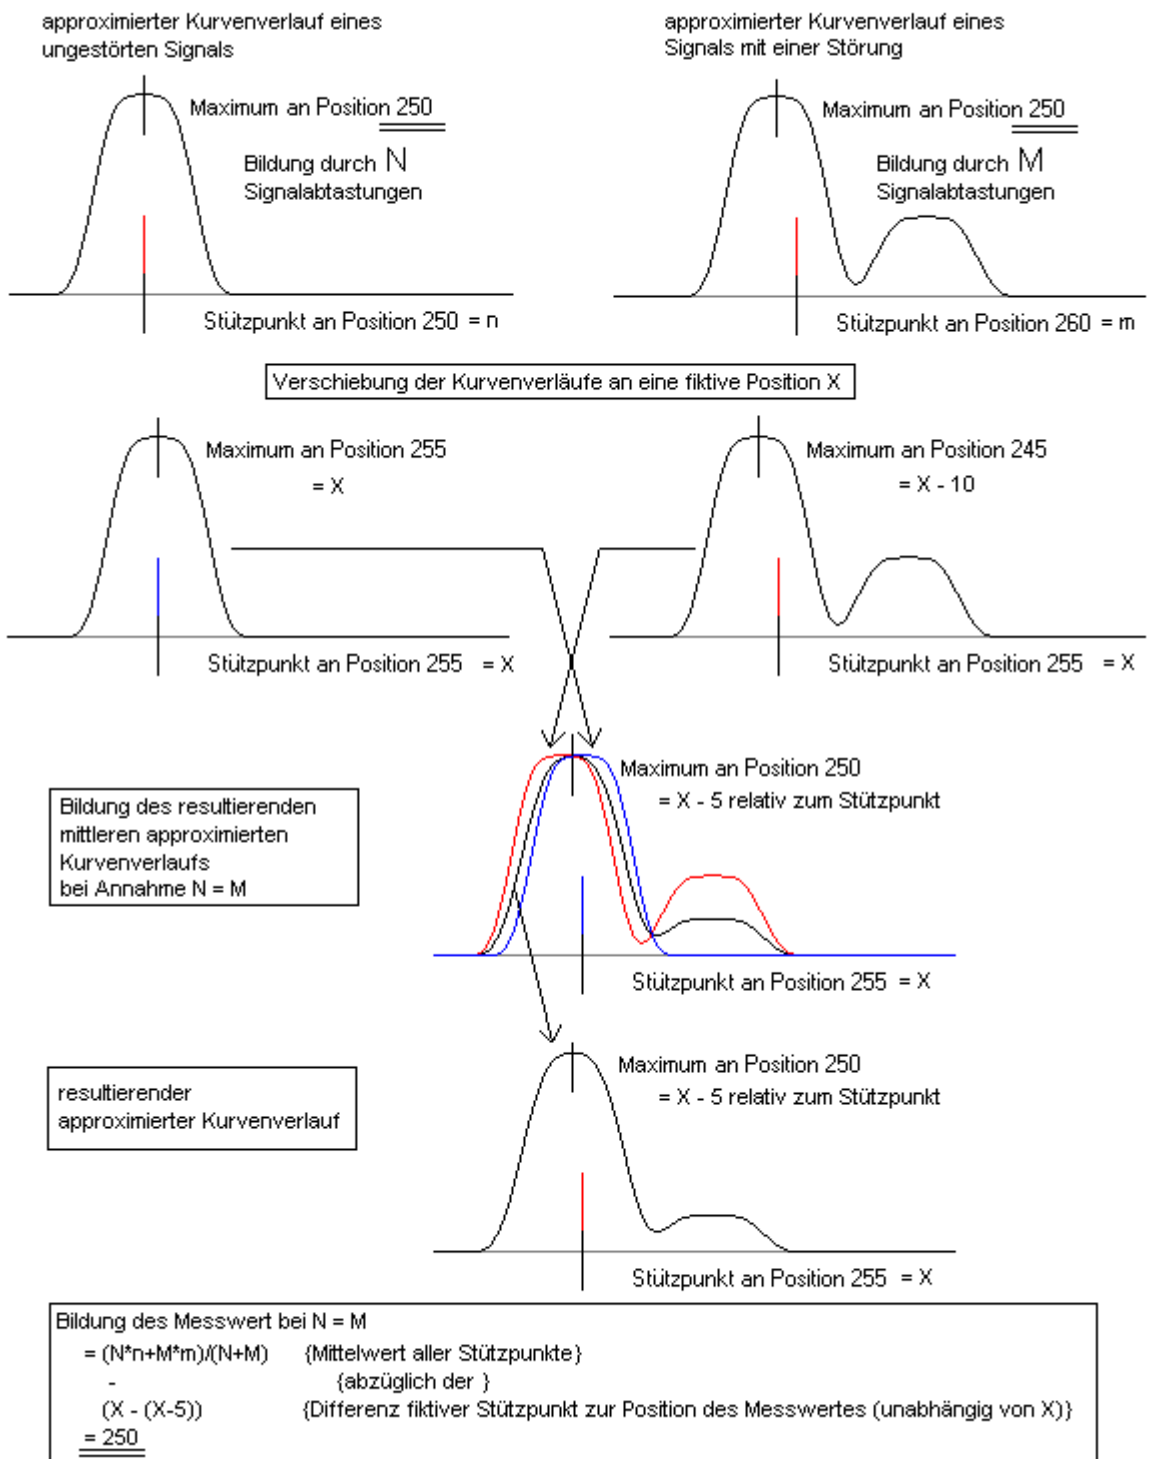 approximierter Kurvenverlauf eines
ungestörten Signals
Maximum an Position 250
Bildung durch N
Signalabtastungen
Stützpunkt an Position 250 = n
approximierter Kurvenverlauf eines
Signals mit einer Störung
Maximum an Position 250
Bildung durch M
Signalabtastungen
Stützpunkt an Position 260 = m
Verschiebung der Kurvenverläufe an eine fiktive Position X
Maximum an Position 255
= X
Stützpunkt an Position 255 = X
Maximum an Position 245
= X - 10
Stützpunkt an Position 255 = X
Bildung des resultierenden
mittleren approximierten
Kurvenverlaufs
bei Annahme N = M
Maximum an Position 250
= X - 5 relativ zum Stützpunkt
Stützpunkt an Position 255 = X
resultierender
approximierter Kurvenverlauf
Maximum an Position 250
= X - 5 relativ zum Stützpunkt
Stützpunkt an Position 255 = X
Bildung des Messwert bei N = M
= (N*n+M*m)/(N+M) {Mittelwert aller Stützpunkte}
- {abzüglich der }
(X - (X-5)) {Differenz fiktiver Stützpunkt zur Position des Messwertes (unabhängig von X)}
= 250